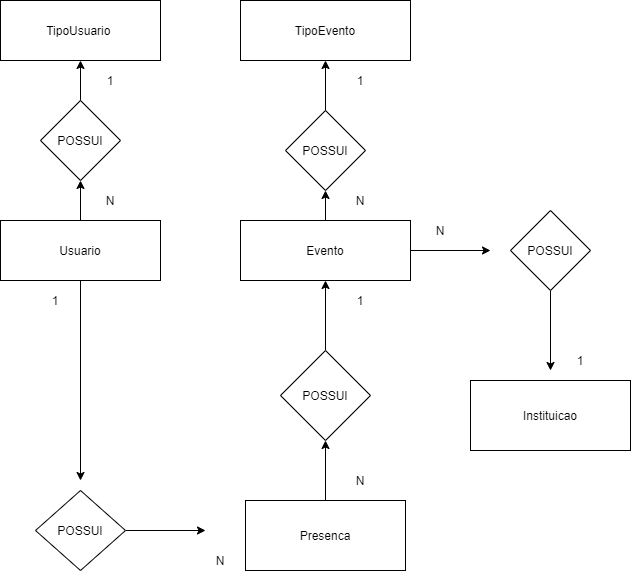 TipoUsuario
TipoEvento
1
1
POSSUI
POSSUI
N
N
Usuario
Evento
N
POSSUI
1
1
1
POSSUI
Instituicao
N
POSSUI
Presenca
N